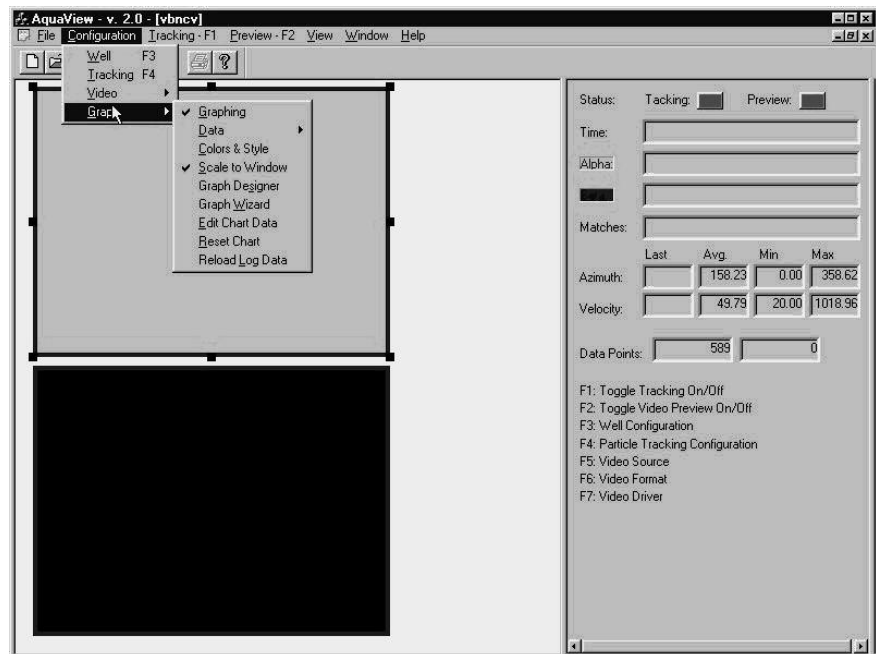 AquaView - v. 2.0 - [vbncv]
File Configuration Tracking - F1 Preview - F2 View Window Help
Well F3
Tracking F4
Video
Graph
Graphing
Data
Colors & Style
Scale to Window
Graph Designer
Graph Wizard
Edit Chart Data
Reset Chart
Reload Log Data
Status: Tacking: Preview:
Time:
Alpha:
Matches:
Last Avg. Min Max
Azimuth: 158.23 0.00 358.62
Velocity: 49.79 20.00 1018.96
Data Points: 589 0
F1: Toggle Tracking On/Off
F2: Toggle Video Preview On/Off
F3: Well Configuration
F4: Particle Tracking Configuration
F5: Video Source
F6: Video Format
F7: Video Driver